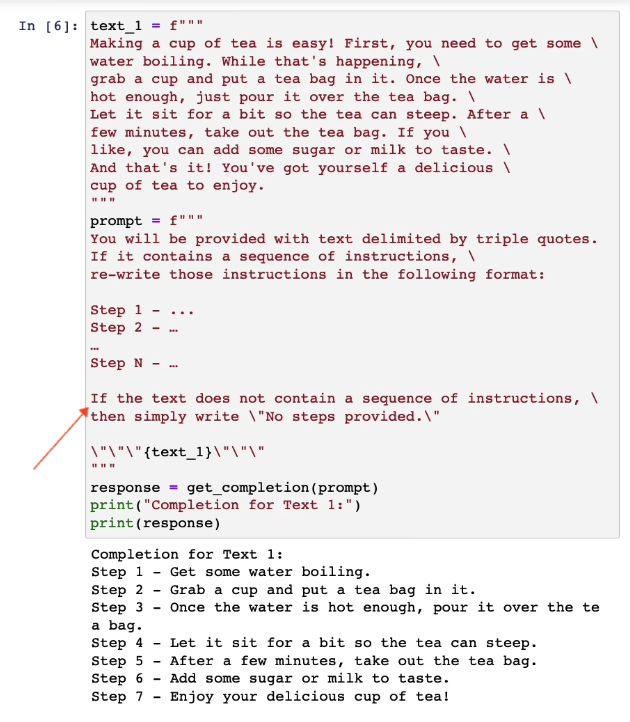 In [6]: text_1 = f"""
Making a cup of tea is easy! First, you need to get some \
water boiling. While that's happening, \
grab a cup and put a tea bag in it. Once the water is \
hot enough, just pour it over the tea bag. \
Let it sit for a bit so the tea can steep. After a \
few minutes, take out the tea bag. If you \
like, you can add some sugar or milk to taste. \
And that's it! You've got yourself a delicious \
cup of tea to enjoy.
"""
prompt = f"""
You will be provided with text delimited by triple quotes.
If it contains a sequence of instructions, \
re-write those instructions in the following format:

Step 1 - ...
Step 2 - …
…
Step N - …

If the text does not contain a sequence of instructions, \
then simply write \"No steps provided.\"

\"\"\"{text_1}\"\"\"
"""
response = get_completion(prompt)
print("Completion for Text 1:")
print(response)

Completion for Text 1:
Step 1 - Get some water boiling.
Step 2 - Grab a cup and put a tea bag in it.
Step 3 - Once the water is hot enough, pour it over the te
a bag.
Step 4 - Let it sit for a bit so the tea can steep.
Step 5 - After a few minutes, take out the tea bag.
Step 6 - Add some sugar or milk to taste.
Step 7 - Enjoy your delicious cup of tea!